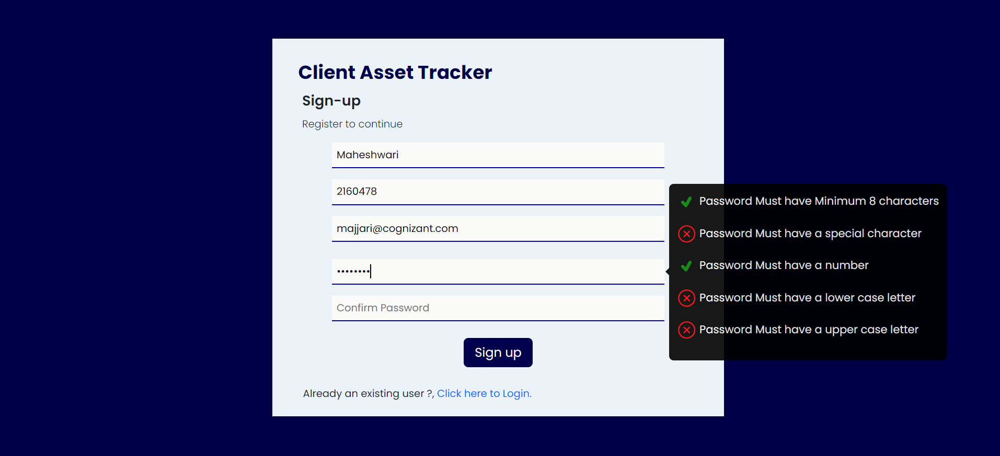 Client Asset Tracker
Sign-up
Register to continue
Maheshwari
2160478
majjari@cognizant.com
••••••••
Confirm Password
Sign up
Already an existing user ?, Click here to Login.
Password Must have Minimum 8 characters
Password Must have a special character
Password Must have a number
Password Must have a lower case letter
Password Must have a upper case letter